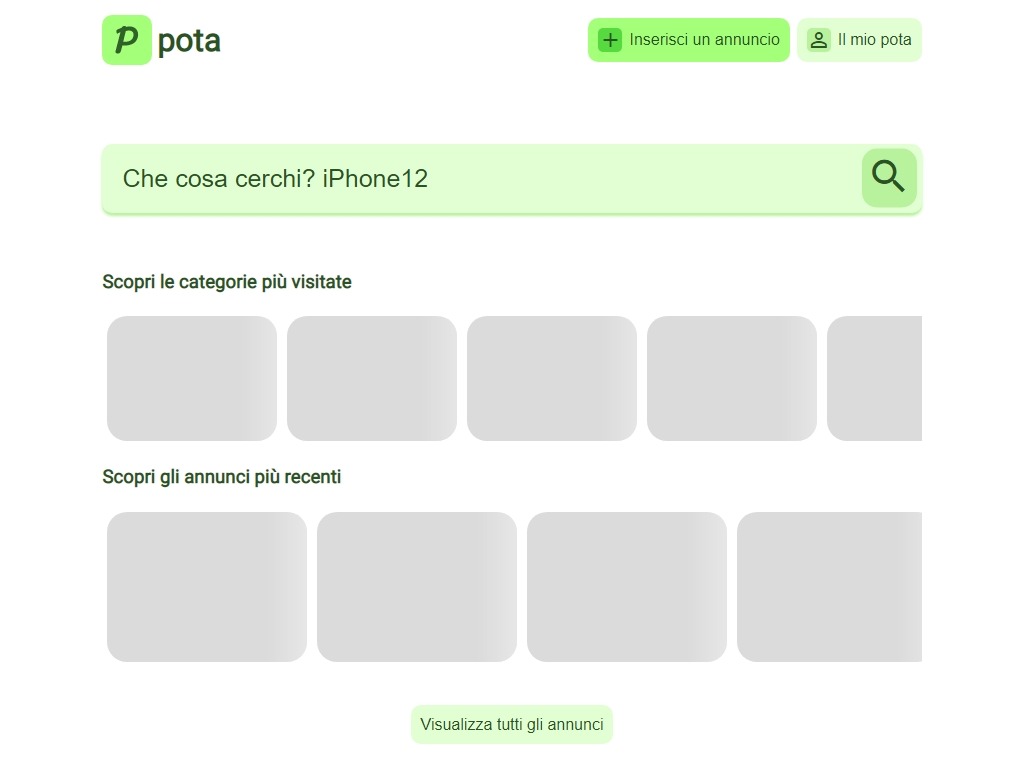 P pota
Inserisci un annuncio
Il mio pota
Che cosa cerchi? iPhone12
Scopri le categorie più visitate
Scopri gli annunci più recenti
Visualizza tutti gli annunci